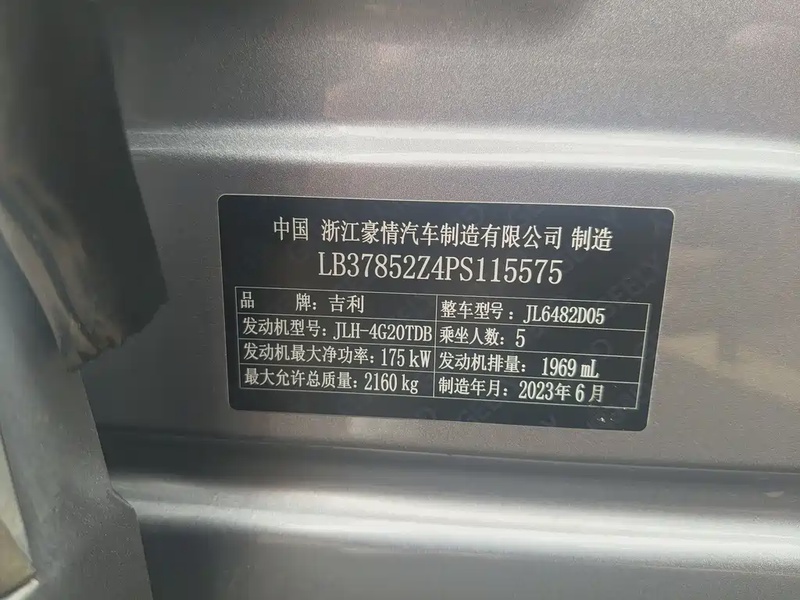 中国 浙江豪情汽车制造有限公司 制造
LB37852Z4PS115575
品 牌: 吉利 整车型号: JL6482D05
发动机型号: JLH-4G20TDB 乘坐人数: 5
发动机最大净功率: 175 kW 发动机排量: 1969 mL
最大允许总质量: 2160 kg 制造年月: 2023年6月